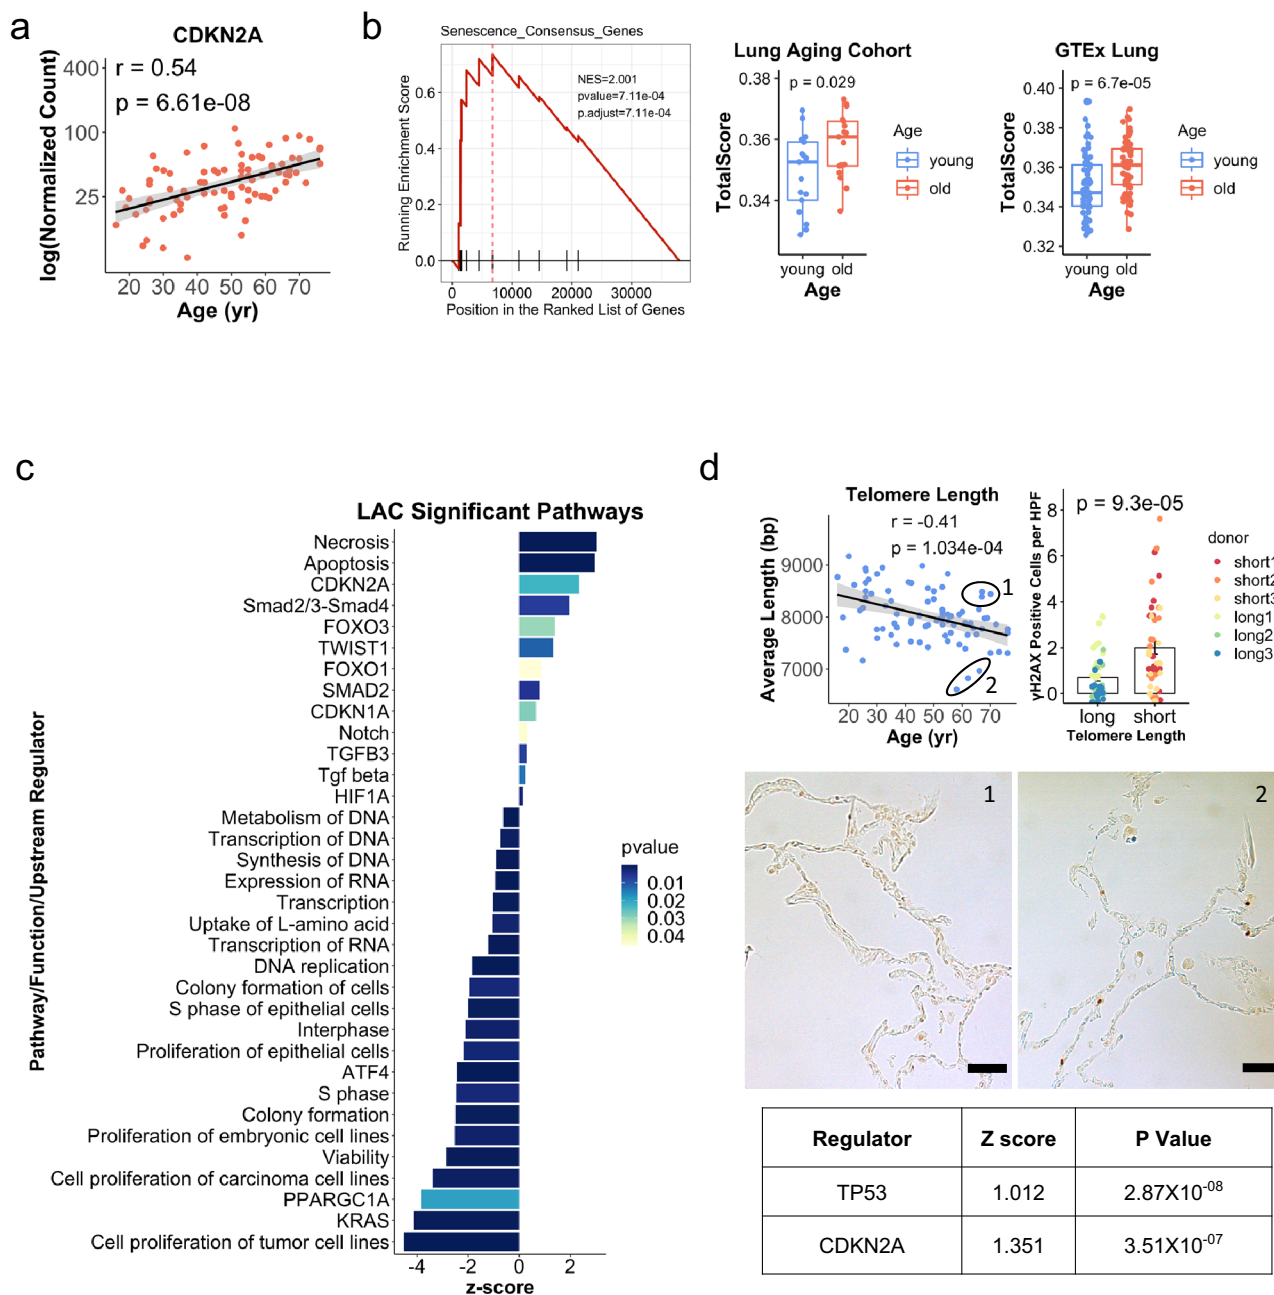 a
CDKN2A
r = 0.54
p = 6.61e-08
log(Normalized Count)
400
100
25
20 30 40 50 60 70
Age (yr)
b
Senescence_Consensus_Genes
NES=2.001
pvalue=7.11e-04
p.adjust=7.11e-04
Running Enrichment Score
0.6
0.4
0.2
0.0
0 10000 20000 30000
Position in the Ranked List of Genes
Lung Aging Cohort
p = 0.029
TotalScore
0.38
0.36
0.34
young old
Age
Age
young
old
GTEx Lung
p = 6.7e-05
TotalScore
0.40
0.38
0.36
0.34
0.32
young old
Age
Age
young
old
c
LAC Significant Pathways
Pathway/Function/Upstream Regulator
Necrosis
Apoptosis
CDKN2A
Smad2/3-Smad4
FOXO3
TWIST1
FOXO1
SMAD2
CDKN1A
Notch
TGFB3
Tgf beta
HIF1A
Metabolism of DNA
Transcription of DNA
Synthesis of DNA
Expression of RNA
Transcription
Uptake of L-amino acid
Transcription of RNA
DNA replication
Colony formation of cells
S phase of epithelial cells
Interphase
Proliferation of epithelial cells
ATF4
S phase
Colony formation
Proliferation of embryonic cell lines
Viability
Cell proliferation of carcinoma cell lines
PPARGC1A
KRAS
Cell proliferation of tumor cell lines
-4 -2 0 2
z-score
pvalue
0.01
0.02
0.03
0.04
d
Telomere Length
r = -0.41
p = 1.034e-04
Average Length (bp)
9000
8000
7000
1
2
20 30 40 50 60 70
Age (yr)
p = 9.3e-05
γH2AX Positive Cells per HPF
8
6
4
2
0
long short
Telomere Length
donor
short1
short2
short3
long1
long2
long3
1
2
Regulator Z score P Value
TP53 1.012 2.87X10⁻⁰⁸
CDKN2A 1.351 3.51X10⁻⁰⁷